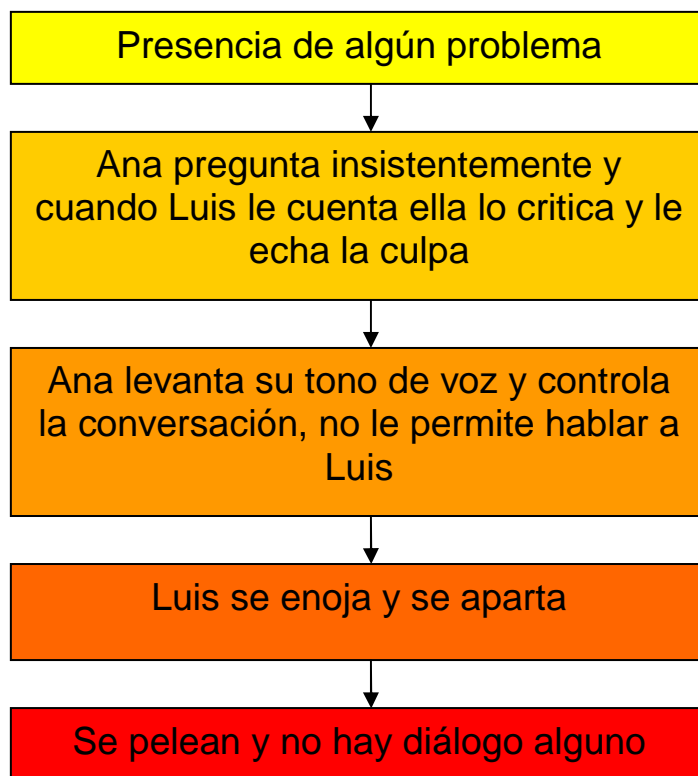 Presencia de algún problema
Ana pregunta insistentemente y
cuando Luis le cuenta ella lo critica y le
echa la culpa
Ana levanta su tono de voz y controla
la conversación, no le permite hablar a
Luis
Luis se enoja y se aparta
Se pelean y no hay diálogo alguno